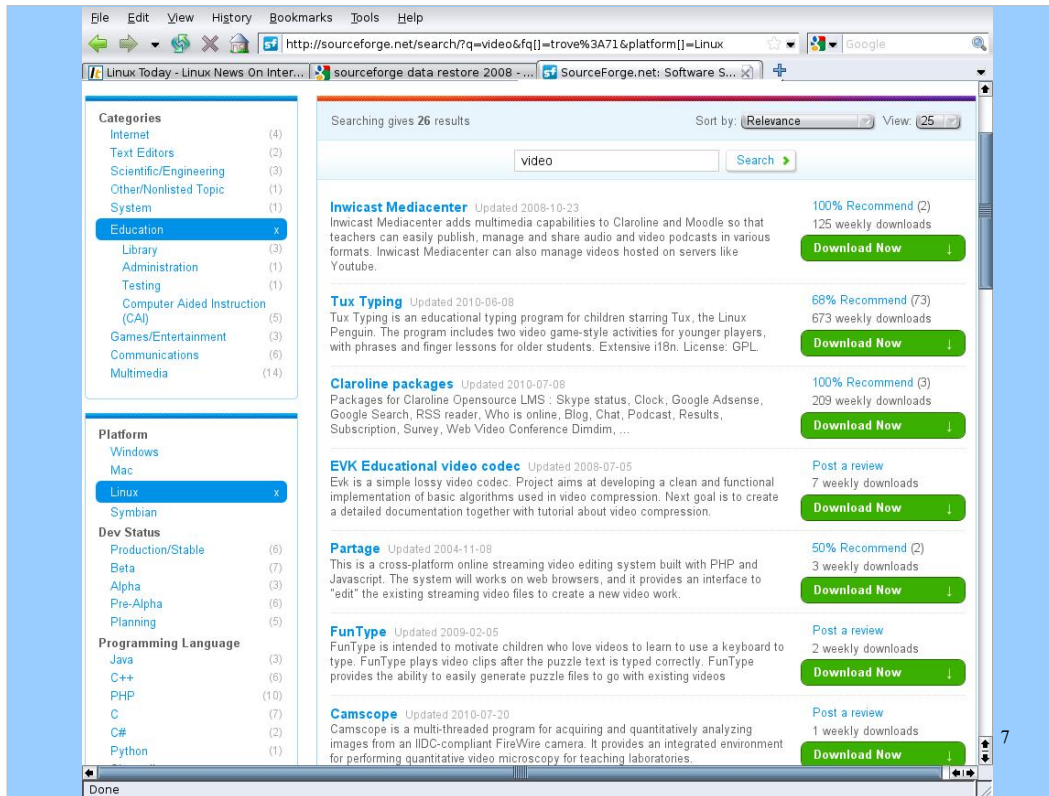 File Edit View History Bookmarks Tools Help
http://sourceforge.net/search/?q=video&fq[]=trove%3A71&platform[]=Linux
Google
Linux Today - Linux News On Inter...
sourceforge data restore 2008 - ...
SourceForge.net: Software S...
Categories
Internet (4)
Text Editors (2)
Scientific/Engineering (3)
Other/Nonlisted Topic (1)
System (1)
Education x
Library (3)
Administration (1)
Testing (1)
Computer Aided Instruction
(CAI) (5)
Games/Entertainment (3)
Communications (6)
Multimedia (14)
Platform
Windows
Mac
Linux x
Symbian
Dev Status
Production/Stable (6)
Beta (7)
Alpha (3)
Pre-Alpha (6)
Planning (5)
Programming Language
Java (3)
C++ (6)
PHP (10)
C (7)
C# (2)
Python (1)
Searching gives 26 results
Sort by: Relevance View: 25
video Search
Inwicast Mediacenter Updated 2008-10-23
Inwicast Mediacenter adds multimedia capabilities to Claroline and Moodle so that
teachers can easily publish, manage and share audio and video podcasts in various
formats. Inwicast Mediacenter can also manage videos hosted on servers like
Youtube.
100% Recommend (2)
125 weekly downloads
Download Now ↓
Tux Typing Updated 2010-06-08
Tux Typing is an educational typing program for children starring Tux, the Linux
Penguin. The program includes two video game-style activities for younger players,
with phrases and finger lessons for older students. Extensive i18n. License: GPL.
68% Recommend (73)
673 weekly downloads
Download Now ↓
Claroline packages Updated 2010-07-08
Packages for Claroline Opensource LMS : Skype status, Clock, Google Adsense,
Google Search, RSS reader, Who is online, Blog, Chat, Podcast, Results,
Subscription, Survey, Web Video Conference Dimdim, ...
100% Recommend (3)
209 weekly downloads
Download Now ↓
EVK Educational video codec Updated 2008-07-05
Evk is a simple lossy video codec. Project aims at developing a clean and functional
implementation of basic algorithms used in video compression. Next goal is to create
a detailed documentation together with tutorial about video compression.
Post a review
7 weekly downloads
Download Now ↓
Partage Updated 2004-11-08
This is a cross-platform online streaming video editing system built with PHP and
Javascript. The system will works on web browsers, and it provides an interface to
"edit" the existing streaming video files to create a new video work.
50% Recommend (2)
3 weekly downloads
Download Now ↓
FunType Updated 2009-02-05
FunType is intended to motivate children who love videos to learn to use a keyboard to
type. FunType plays video clips after the puzzle text is typed correctly. FunType
provides the ability to easily generate puzzle files to go with existing videos
Post a review
2 weekly downloads
Download Now ↓
Camscope Updated 2010-07-20
Camscope is a multi-threaded program for acquiring and quantitatively analyzing
images from an IIDC-compliant FireWire camera. It provides an integrated environment
for performing quantitative video microscopy for teaching laboratories.
Post a review
1 weekly downloads
Download Now ↓
Done
7